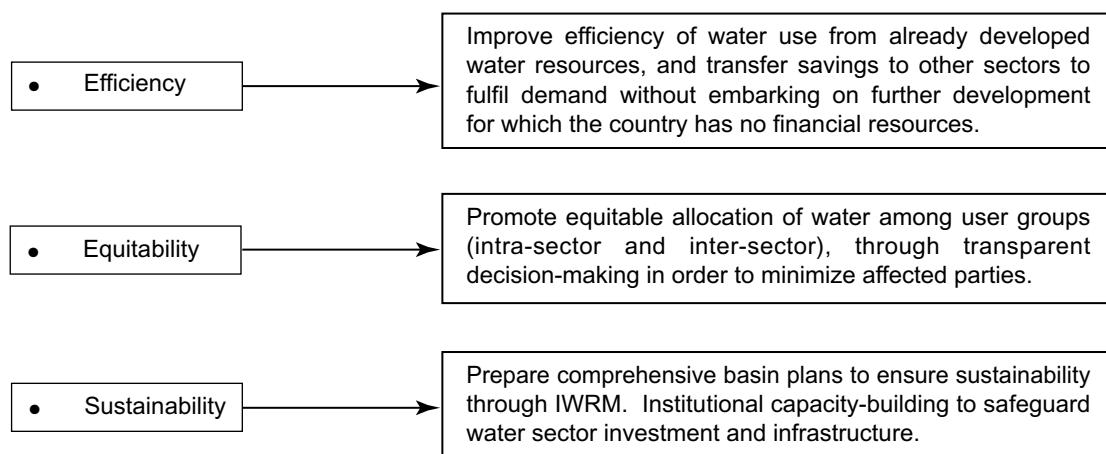 • Efficiency
Improve efficiency of water use from already developed
water resources, and transfer savings to other sectors to
fulfil demand without embarking on further development
for which the country has no financial resources.
• Equitability
Promote equitable allocation of water among user groups
(intra-sector and inter-sector), through transparent
decision-making in order to minimize affected parties.
• Sustainability
Prepare comprehensive basin plans to ensure sustainability
through IWRM. Institutional capacity-building to safeguard
water sector investment and infrastructure.